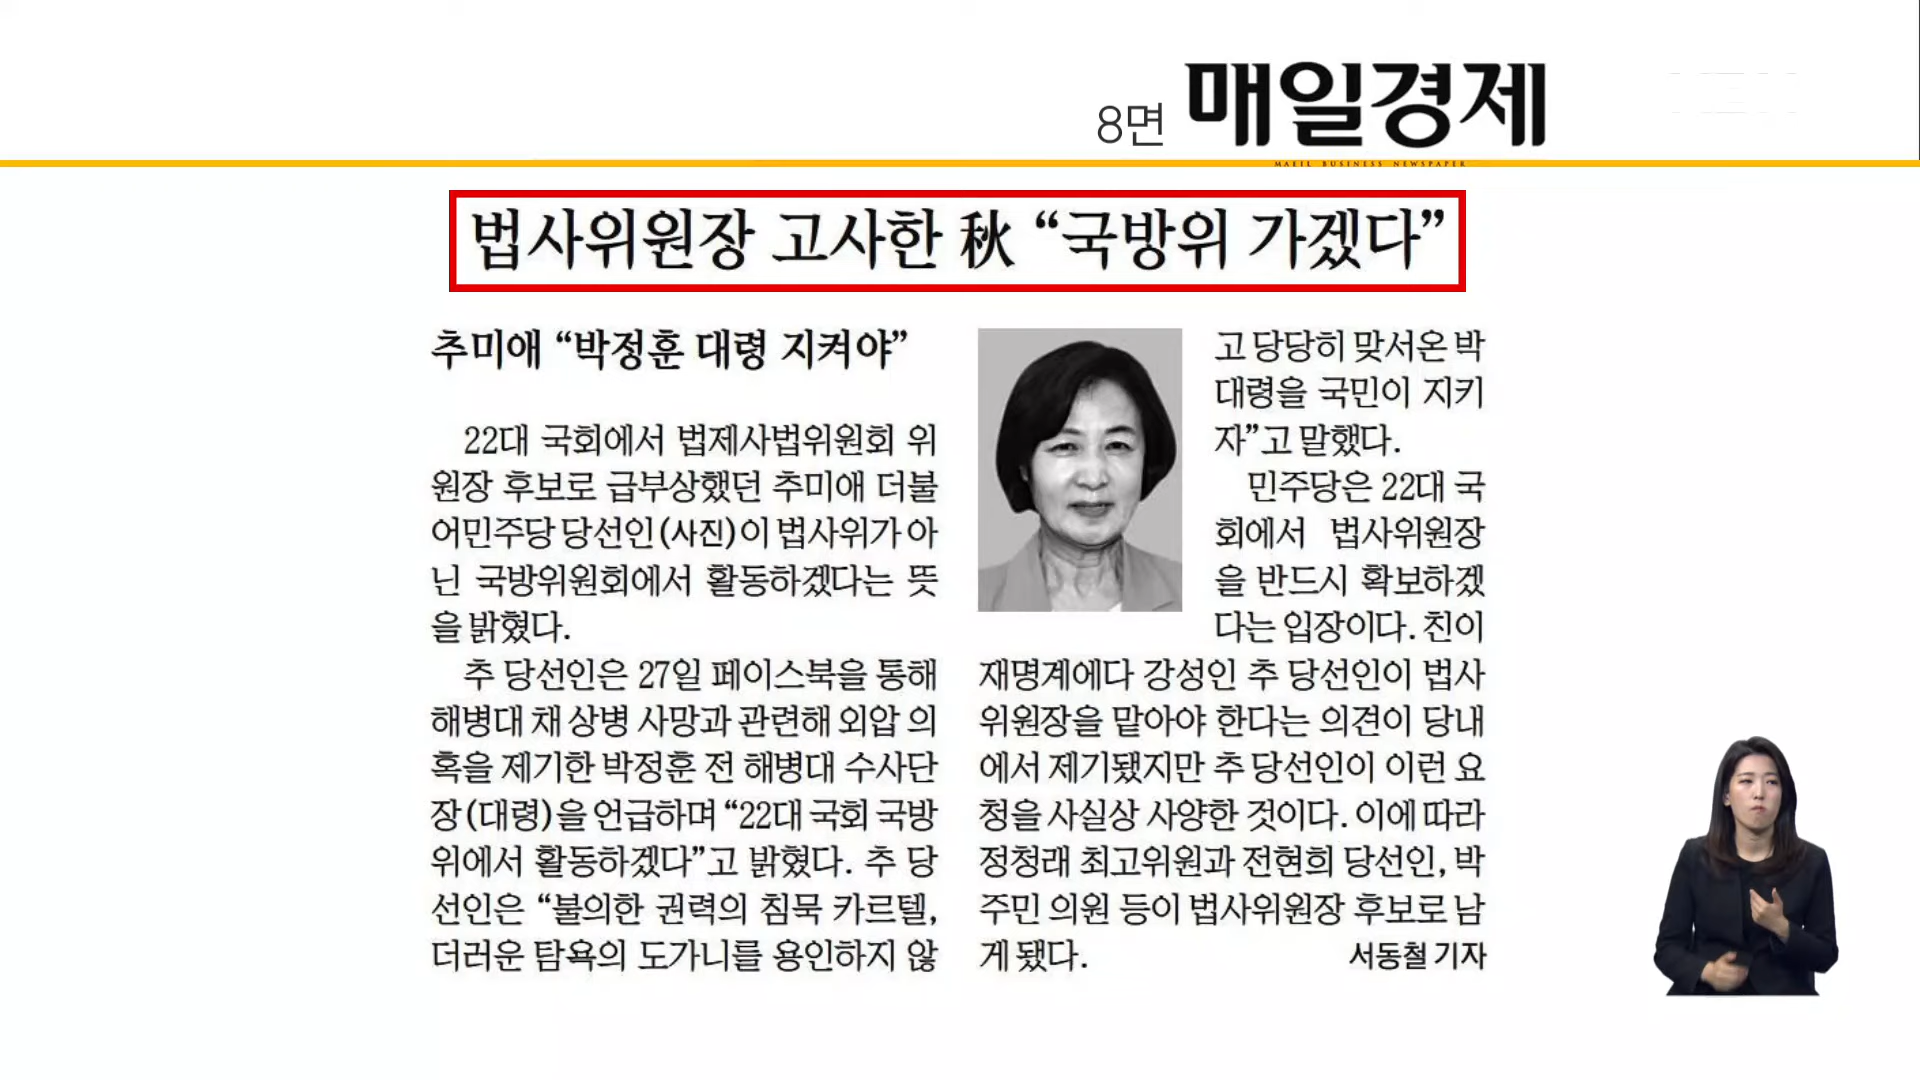 8면 매일경제
MAEIL BUSINESS NEWSPAPER
법사위원장 고사한 秋 “국방위 가겠다”
추미애 “박정훈 대령 지켜야”
22대 국회에서 법제사법위원회 위
원장 후보로 급부상했던 추미애 더불
어민주당 당선인(사진)이 법사위가 아
닌 국방위원회에서 활동하겠다는 뜻
을 밝혔다.
추 당선인은 27일 페이스북을 통해
해병대 채 상병 사망과 관련해 외압 의
혹을 제기한 박정훈 전 해병대 수사단
장(대령)을 언급하며 “22대 국회 국방
위에서 활동하겠다”고 밝혔다. 추 당
선인은 “불의한 권력의 침묵 카르텔,
더러운 탐욕의 도가니를 용인하지 않
고 당당히 맞서온 박
대령을 국민이 지키
자”고 말했다.
민주당은 22대 국
회에서 법사위원장
을 반드시 확보하겠
다는 입장이다. 친이
재명계에다 강성인 추 당선인이 법사
위원장을 맡아야 한다는 의견이 당내
에서 제기됐지만 추 당선인이 이런 요
청을 사실상 사양한 것이다. 이에 따라
정청래 최고위원과 전현희 당선인, 박
주민 의원 등이 법사위원장 후보로 남
게 됐다.
서동철 기자